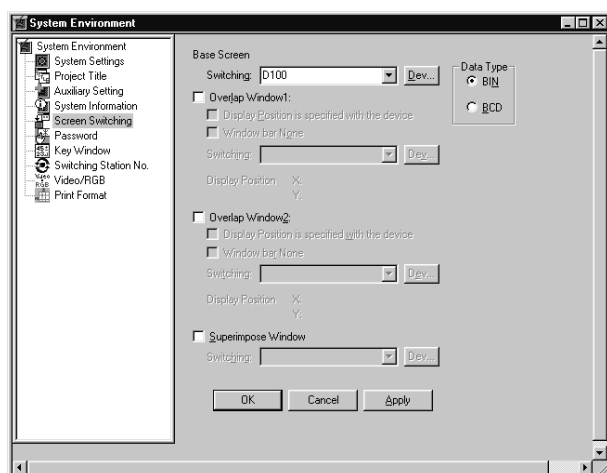 System Environment
System Environment
System Settings
Project Title
Auxiliary Setting
System Information
Screen Switching
Password
Key Window
Switching Station No.
Video/RGB
Print Format
Base Screen
Switching: D100 Dev...
Data Type
BIN
BCD
Overlap Window1:
Display Position is specified with the device
Window bar None
Switching: Dev...
Display Position X:
Y:
Overlap Window2:
Display Position is specified with the device
Window bar None
Switching: Dev...
Display Position X:
Y:
Superimpose Window
Switching: Dev...
OK Cancel Apply